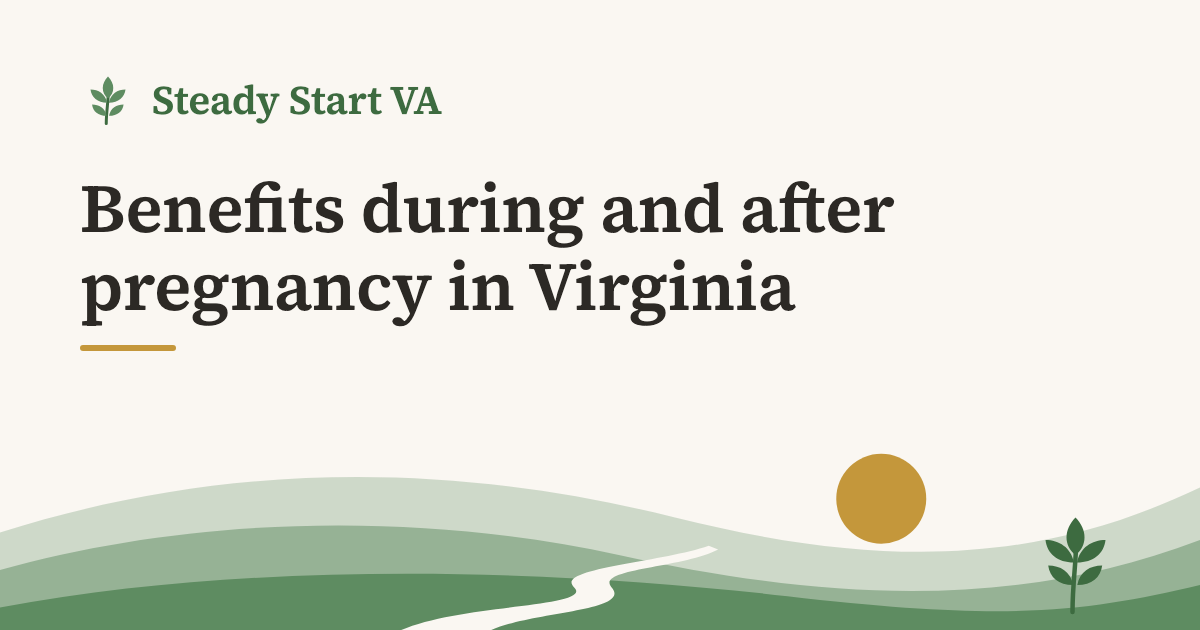 Steady Start VA
Benefits during and after
pregnancy in Virginia